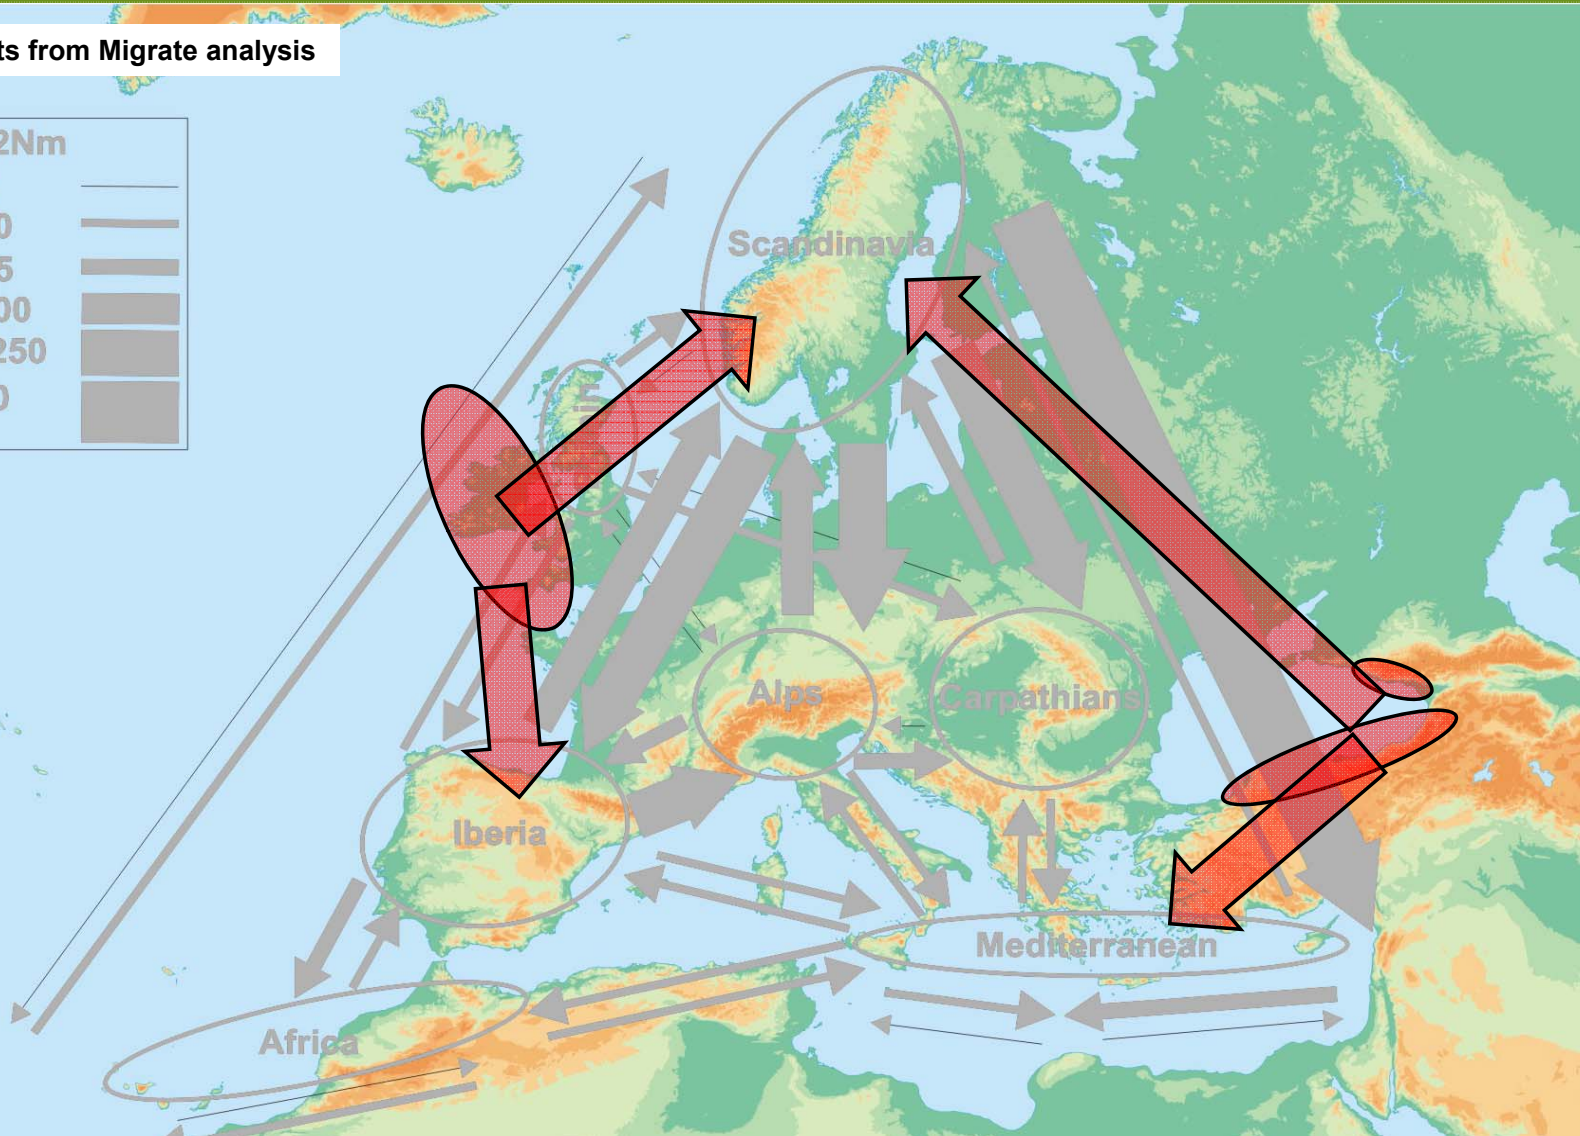 ts from Migrate analysis
2Nm
0
5
00
250
0
Scandinavia
Alps
Carpathians
Iberia
Mediterranean
Africa